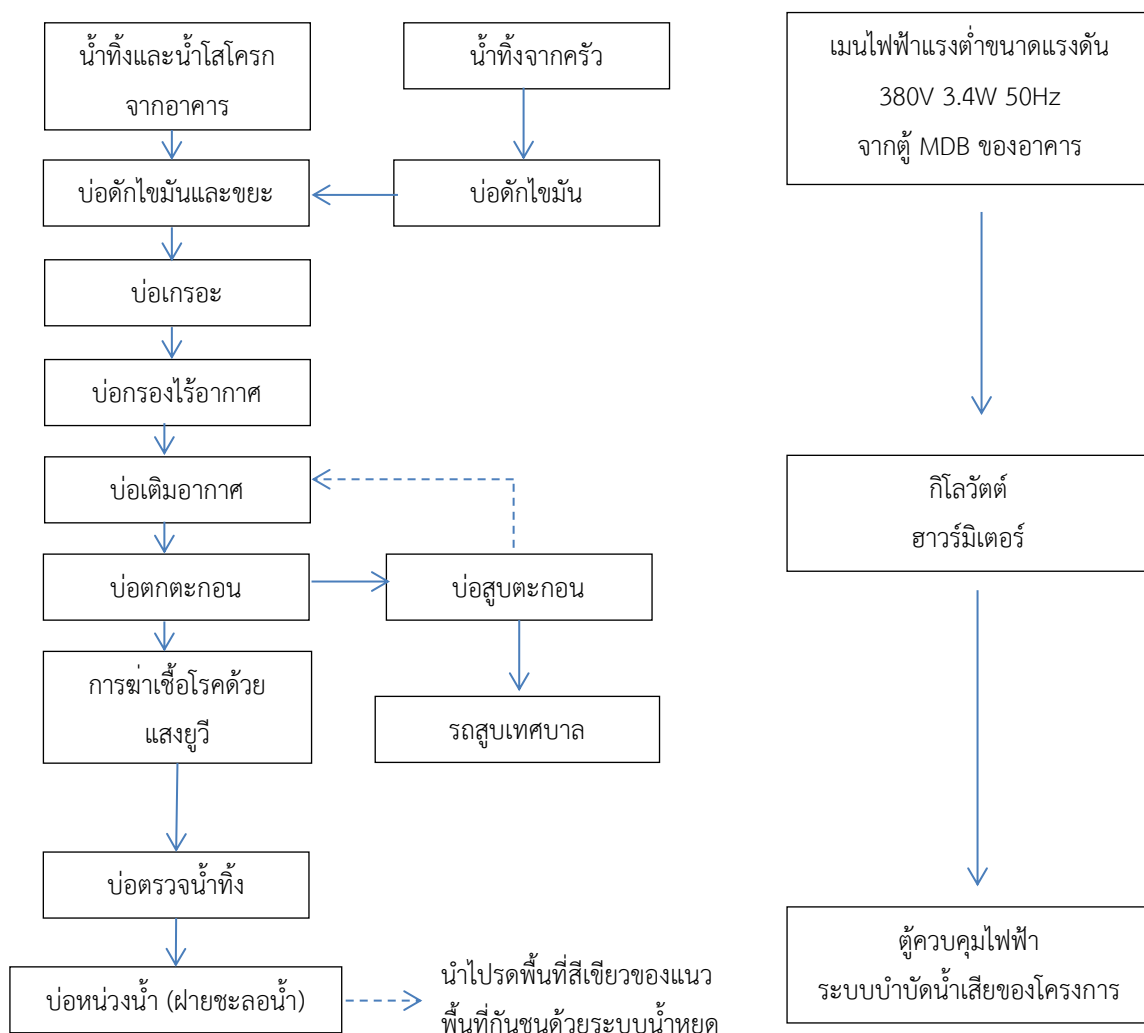 น้ำทิ้งและน้ำโสโครก
จากอาคาร
น้ำทิ้งจากครัว
บ่อดักไขมันและขยะ
บ่อดักไขมัน
บ่อเกรอะ
บ่อกรองไร้อากาศ
บ่อเติมอากาศ
บ่อตกตะกอน
บ่อสูบตะกอน
การฆ่าเชื้อโรคด้วย
แสงยูวี
รถสูบเทศบาล
บ่อตรวจน้ำทิ้ง
บ่อหน่วงน้ำ (ฝายชะลอน้ำ)
นำไปรดพื้นที่สีเขียวของแนว
พื้นที่กันชนด้วยระบบน้ำหยด
เมนไฟฟ้าแรงต่ำขนาดแรงดัน
380V 3.4W 50Hz
จากตู้ MDB ของอาคาร
กิโลวัตต์
ฮาวร์มิเตอร์
ตู้ควบคุมไฟฟ้า
ระบบบำบัดน้ำเสียของโครงการ